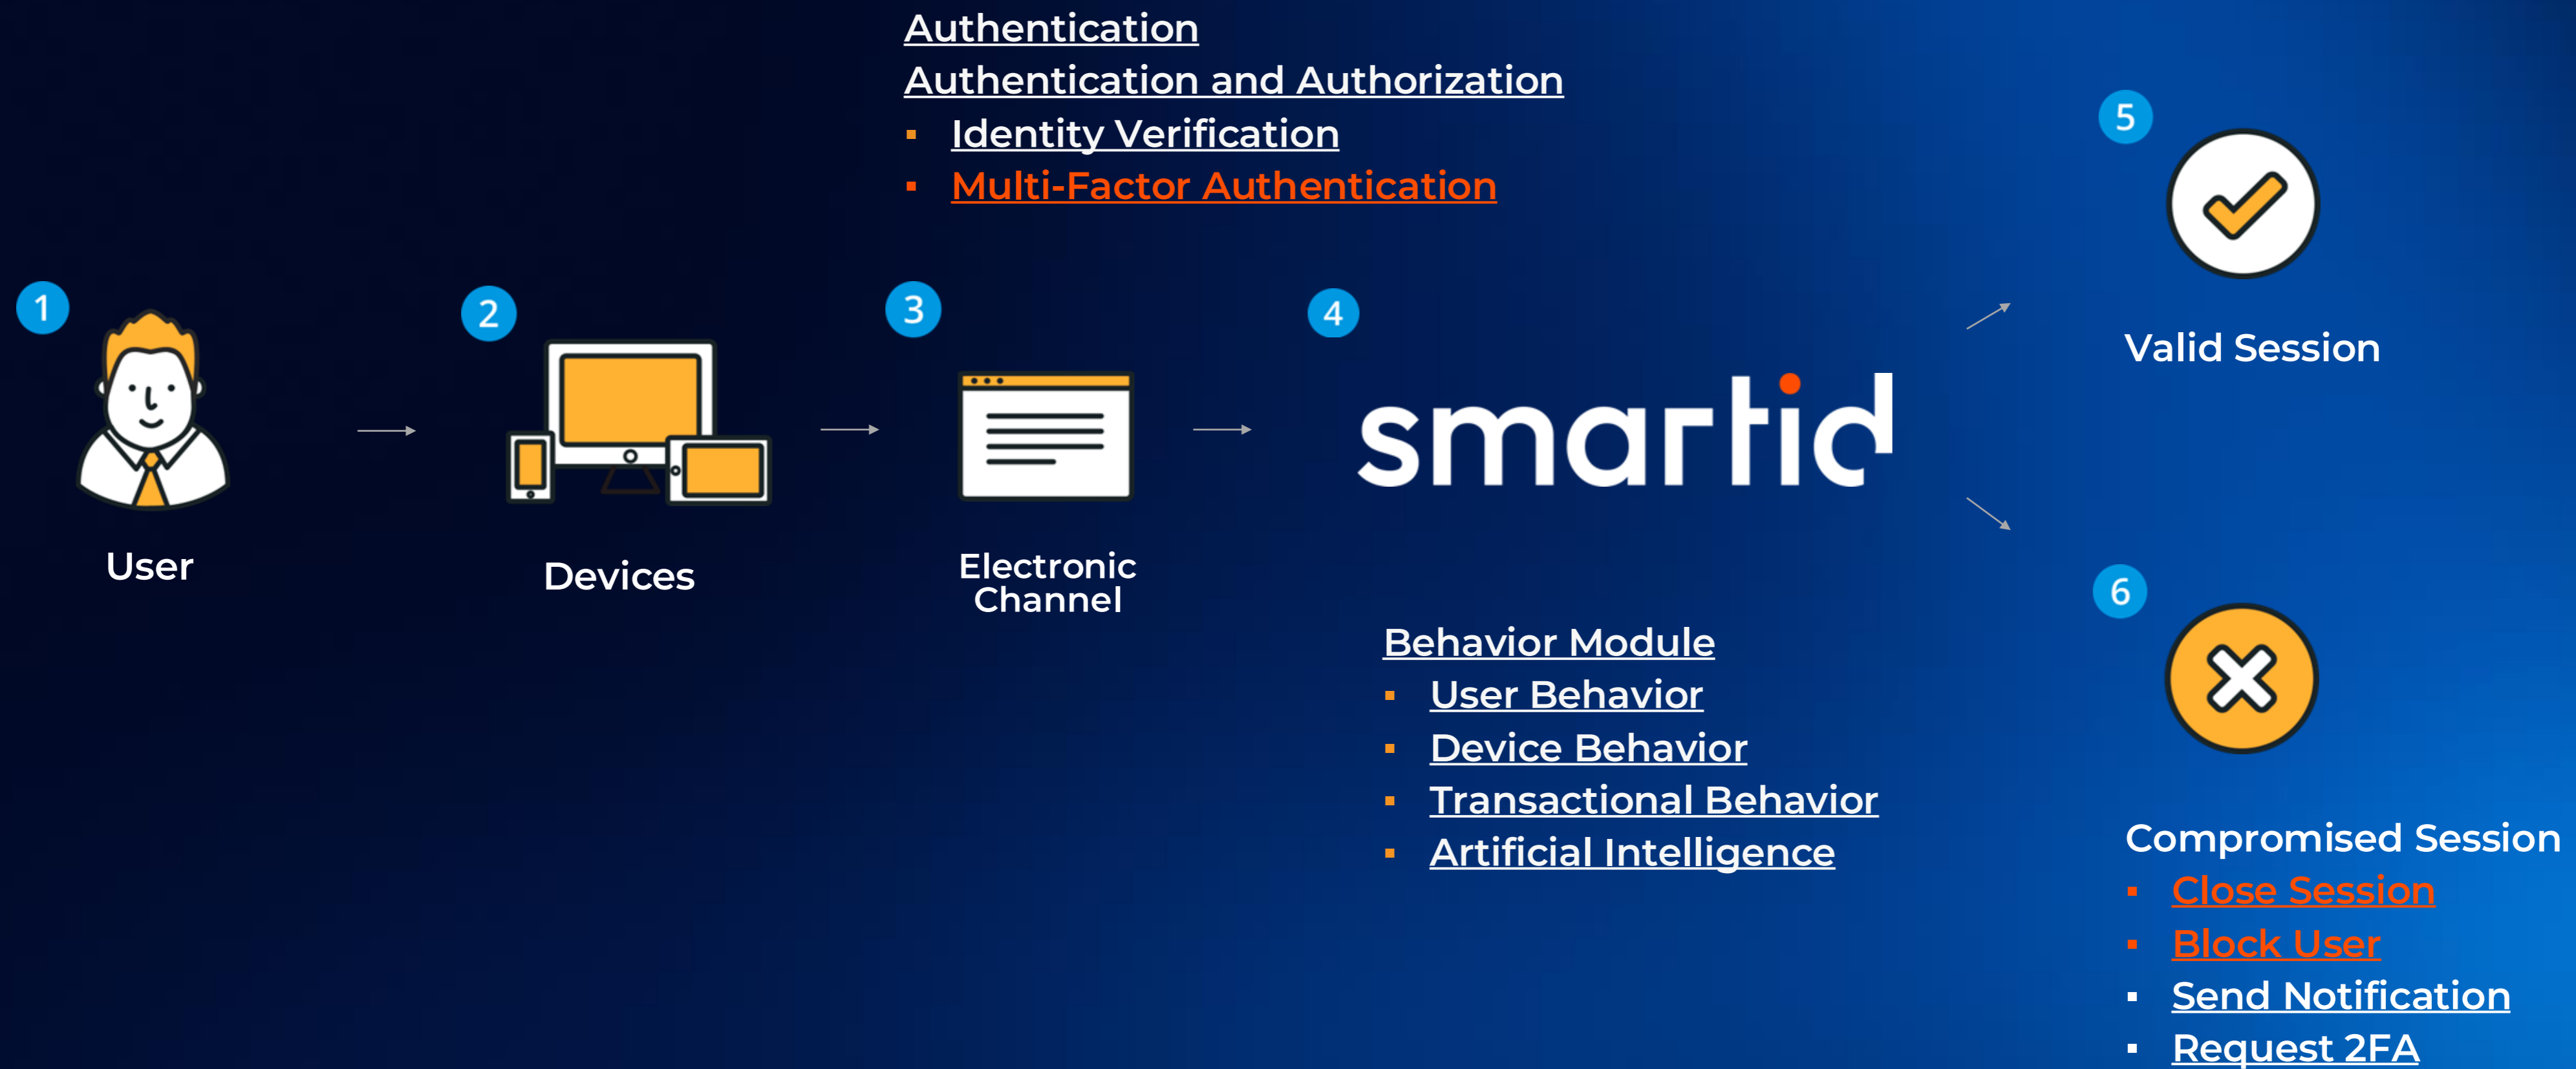 Authentication
Authentication and Authorization
▪ Identity Verification
▪ Multi-Factor Authentication
1
User
2
Devices
3
Electronic
Channel
4
smartid
Behavior Module
▪ User Behavior
▪ Device Behavior
▪ Transactional Behavior
▪ Artificial Intelligence
5
Valid Session
6
Compromised Session
▪ Close Session
▪ Block User
▪ Send Notification
▪ Request 2FA